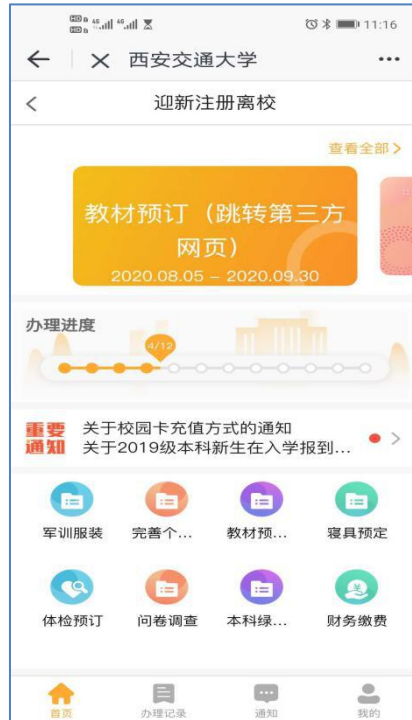 4G 4G 11:16
西安交通大学
迎新注册离校
查看全部>
教材预订（跳转第三方
网页）
2020.08.05 – 2020.09.30
办理进度
4/12
重要
通知
关于校园卡充值方式的通知
关于2019级本科新生在入学报到...
军训服装 完善个... 教材预... 寝具预定
体检预订 问卷调查 本科绿... 财务缴费
首页 办理记录 通知 我的